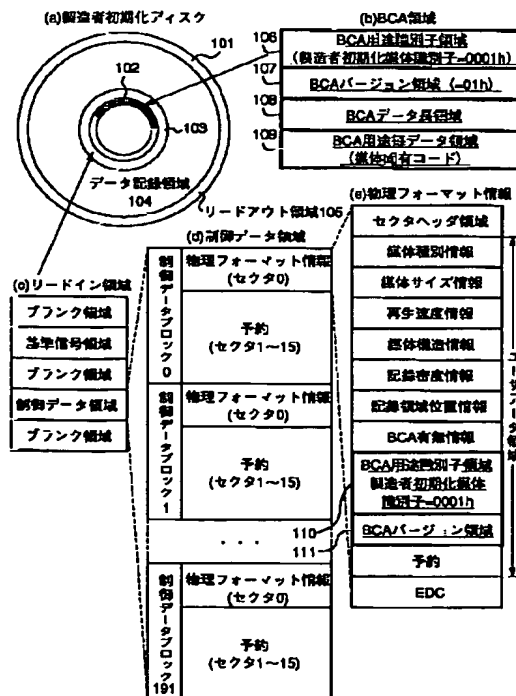 (a)製造者初期化ディスク
101
102
103
データ記録領域
104
リードアウト領域105
(b)BCA領域
106
BCA用途識別子領域
(製造者初期化媒体識別子=0001h)
107
BCAバージョン領域 (=01h)
108
BCAデータ長領域
109
BCA用途毎データ領域
(媒体固有コード)
(c)リードイン領域
ブランク領域
基準信号領域
ブランク領域
制御データ領域
ブランク領域
(d)制御データ領域
制御データブロック0
物理フォーマット情報
(セクタ0)
予約
(セクタ1〜15)
制御データブロック1
物理フォーマット情報
(セクタ0)
予約
(セクタ1〜15)
・・・
制御データブロック191
物理フォーマット情報
(セクタ0)
予約
(セクタ1〜15)
(e)物理フォーマット情報
セクタヘッダ領域
媒体種別情報
媒体サイズ情報
再生速度情報
媒体構造情報
記録密度情報
記録領域位置情報
BCA有無情報
110
BCA用途識別子領域
製造者初期化媒体
識別子=0001h
111
BCAバージョン領域
予約
EDC
ユーザデータ領域